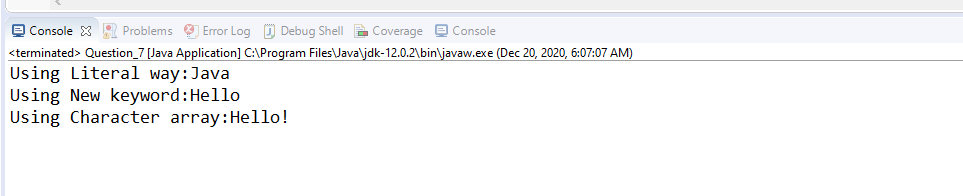 Console Problems Error Log Debug Shell Coverage Console
<terminated> Question_7 [Java Application] C:\Program Files\Java\jdk-12.0.2\bin\javaw.exe (Dec 20, 2020, 6:07:07 AM)
Using Literal way:Java
Using New keyword:Hello
Using Character array:Hello!